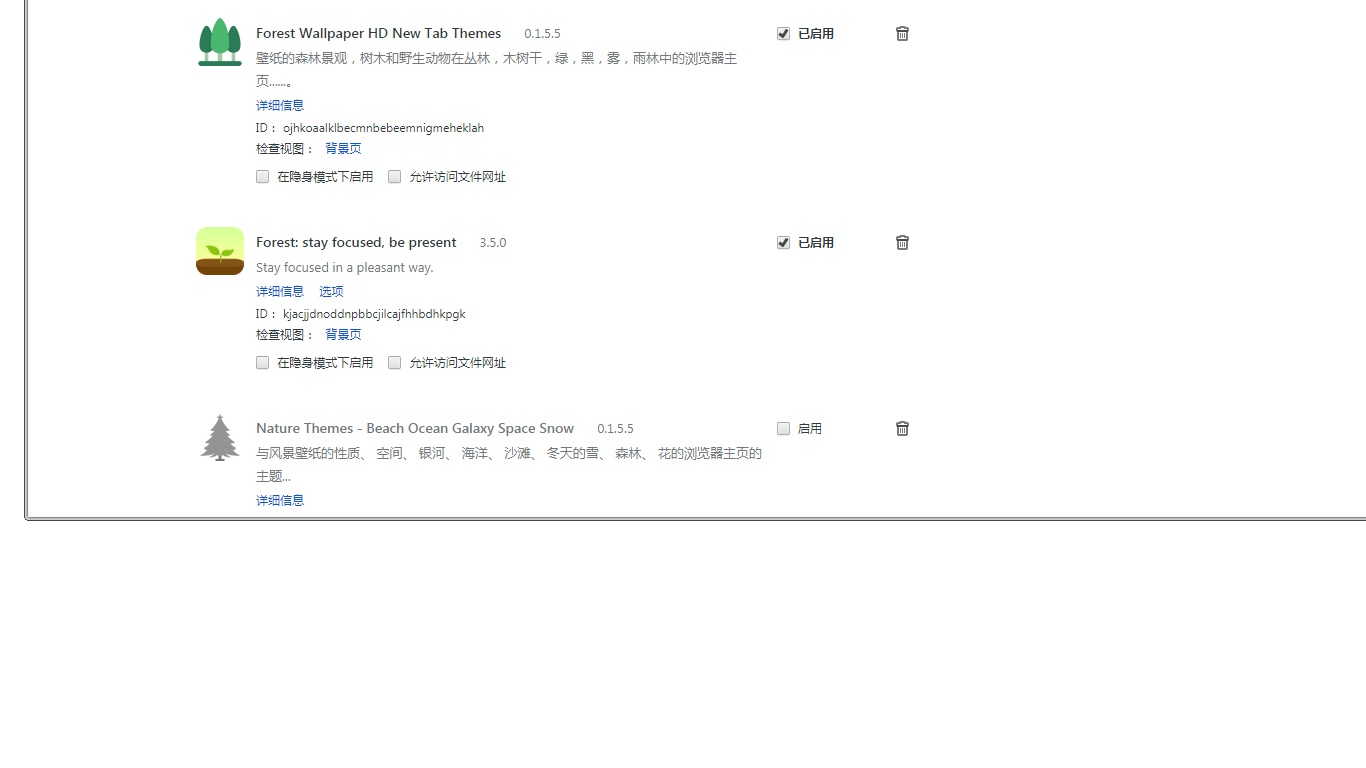 Forest Wallpaper HD New Tab Themes 0.1.5.5 已启用
壁纸的森林景观，树木和野生动物在丛林，木树干，绿，黑，雾，雨林中的浏览器主
页......。
详细信息
ID： ojhkoaalklbecmnbebeemnigmeheklah
检查视图： 背景页
在隐身模式下启用 允许访问文件网址
Forest: stay focused, be present 3.5.0 已启用
Stay focused in a pleasant way.
详细信息 选项
ID： kjacjjdnoddnpbbcjilcajfhhbdhkpgk
检查视图： 背景页
在隐身模式下启用 允许访问文件网址
Nature Themes - Beach Ocean Galaxy Space Snow 0.1.5.5 启用
与风景壁纸的性质、 空间、 银河、 海洋、 沙滩、 冬天的雪、 森林、 花的浏览器主页的
主题...
详细信息